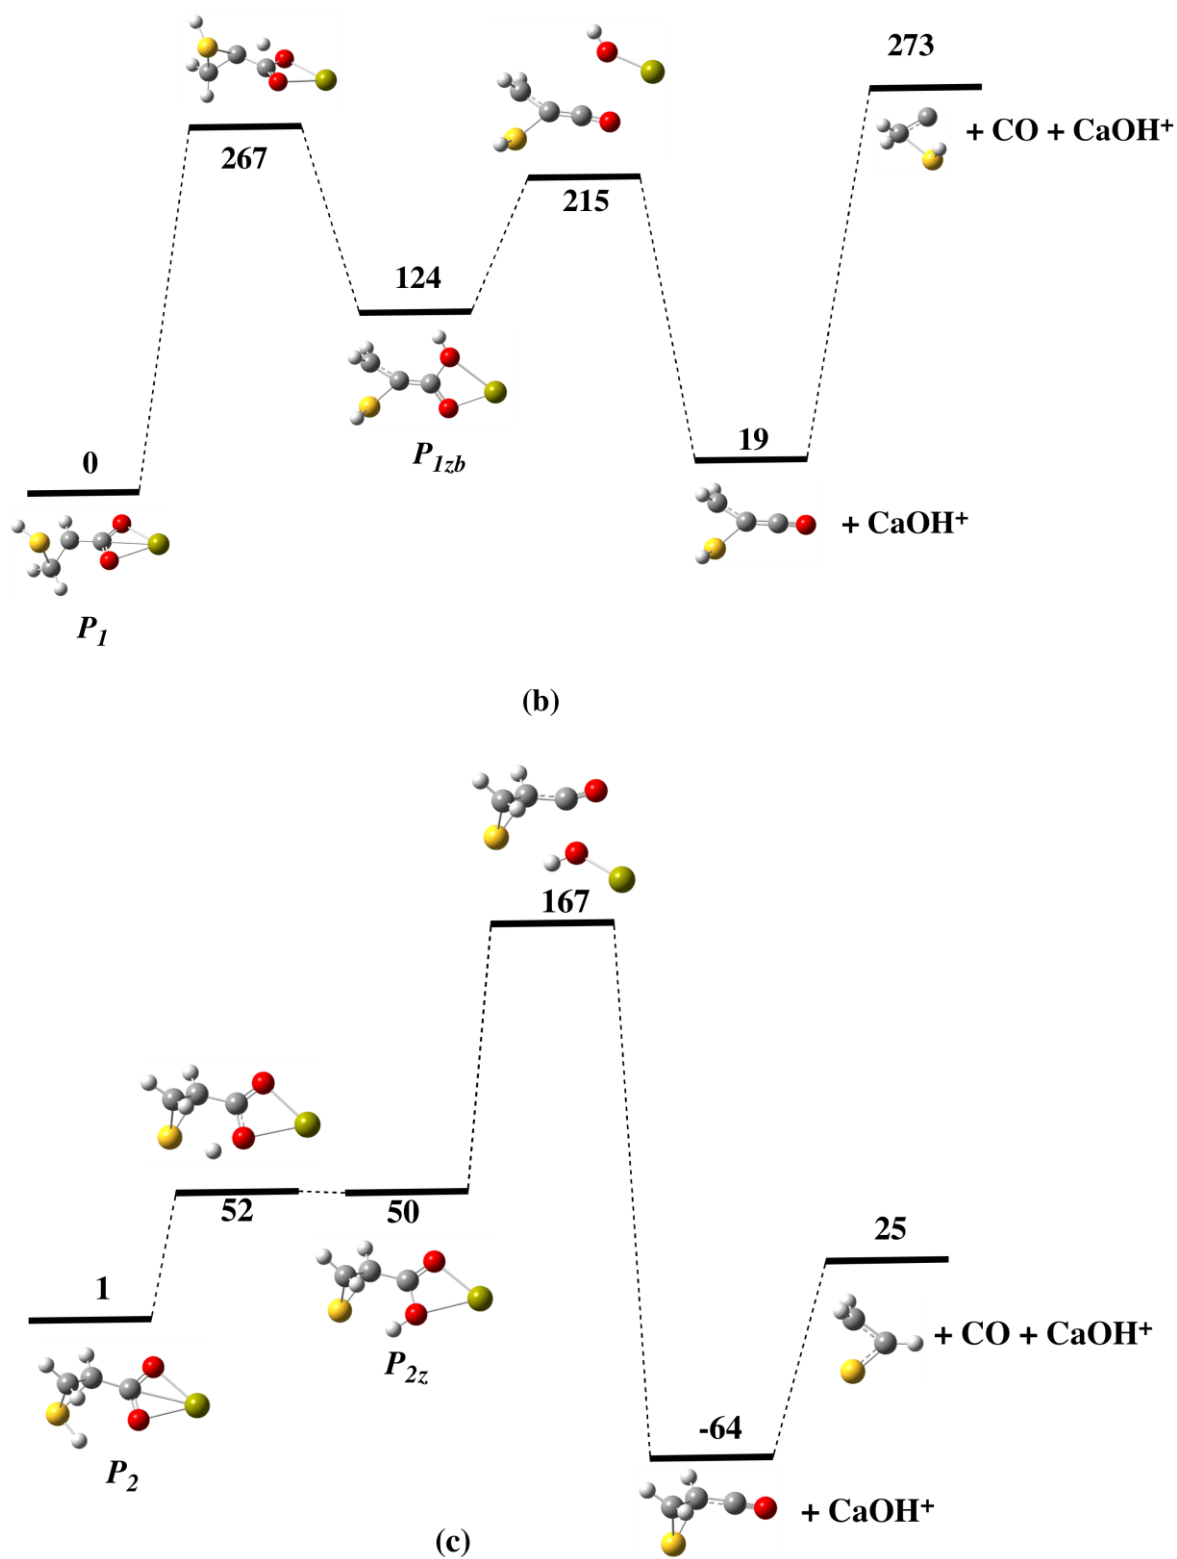 273
+ CO + CaOH⁺
267
215
124
P₁zb
19
+ CaOH⁺
0
P₁
(b)
167
52
50
P₂z
25
+ CO + CaOH⁺
1
P₂
-64
+ CaOH⁺
(c)